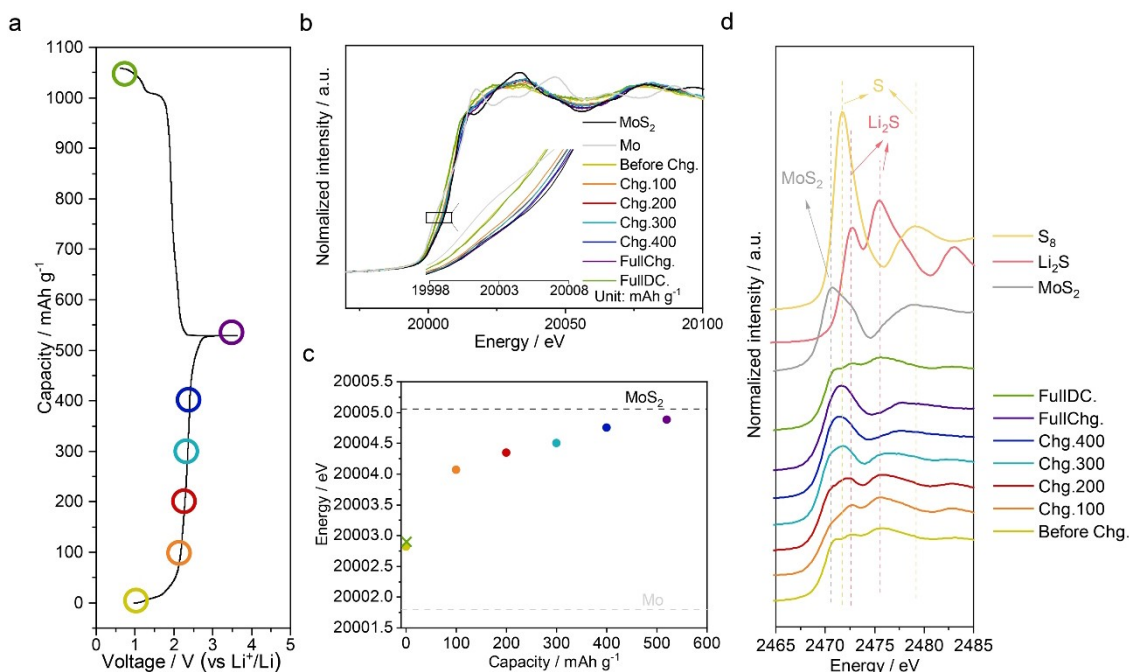 a
1100
1000
900
800
700
600
500
400
300
200
100
0
Capacity / mAh g⁻¹
0 1 2 3 4 5
Voltage / V (vs Li⁺/Li)
b
Nolmalized intensity / a.u.
MoS₂
Mo
Before Chg.
Chg.100
Chg.200
Chg.300
Chg.400
FullChg.
FullDC.
19998 20003 20008
Unit: mAh g⁻¹
20000 20050 20100
Energy / eV
c
20005.5
20005.0
20004.5
20004.0
20003.5
20003.0
20002.5
20002.0
20001.5
Energy / eV
MoS₂
Mo
0 100 200 300 400 500 600
Capacity / mAh g⁻¹
d
Normalized intensity / a.u.
S
Li₂S
MoS₂
S₈
Li₂S
MoS₂
FullDC.
FullChg.
Chg.400
Chg.300
Chg.200
Chg.100
Before Chg.
2465 2470 2475 2480 2485
Energy / eV